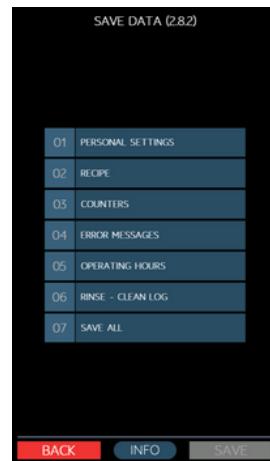 SAVE DATA (2.8.2)
01 PERSONAL SETTINGS
02 RECIPE
03 COUNTERS
04 ERROR MESSAGES
05 OPERATING HOURS
06 RINSE - CLEAN LOG
07 SAVE ALL
BACK INFO SAVE